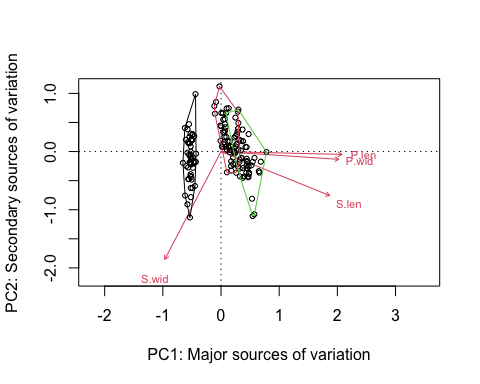 PC2: Secondary sources of variation
1.0
0.0
-1.0
-2.0
P.len
P.wid
S.len
S.wid
-2
-1
0
1
2
3
PC1: Major sources of variation